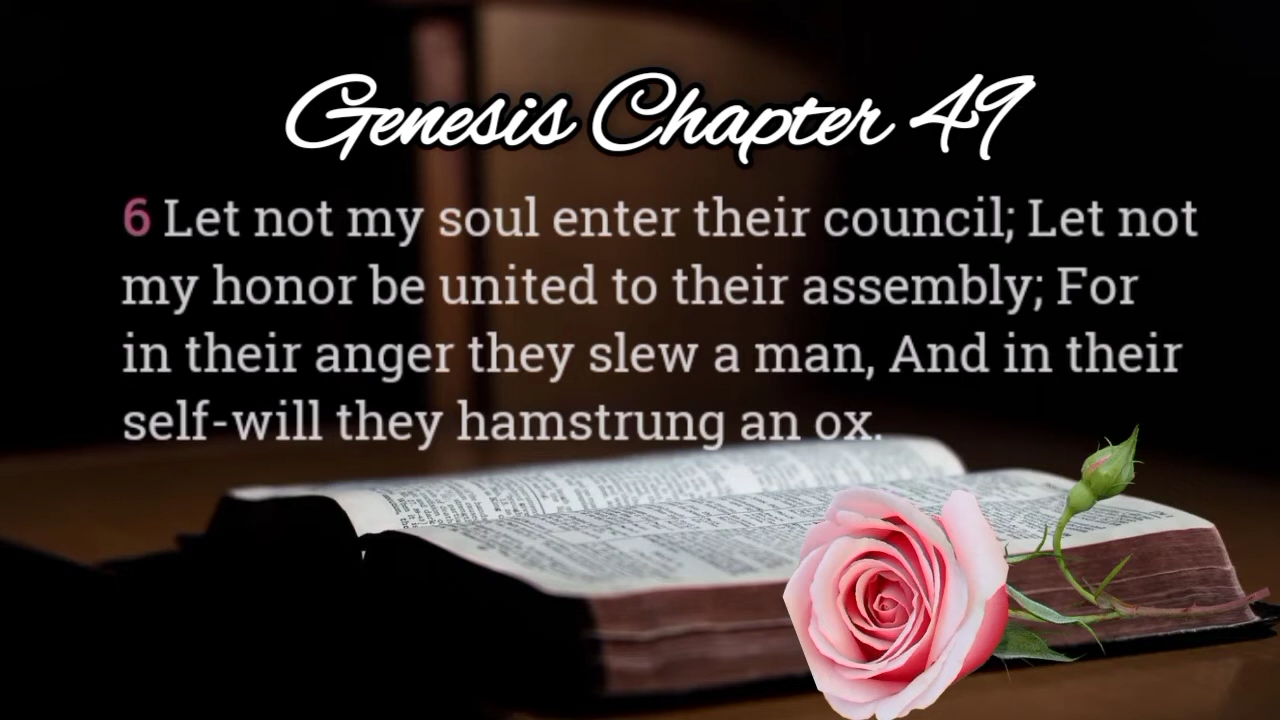 Genesis Chapter 49
6 Let not my soul enter their council; Let not
my honor be united to their assembly; For
in their anger they slew a man, And in their
self-will they hamstrung an ox.